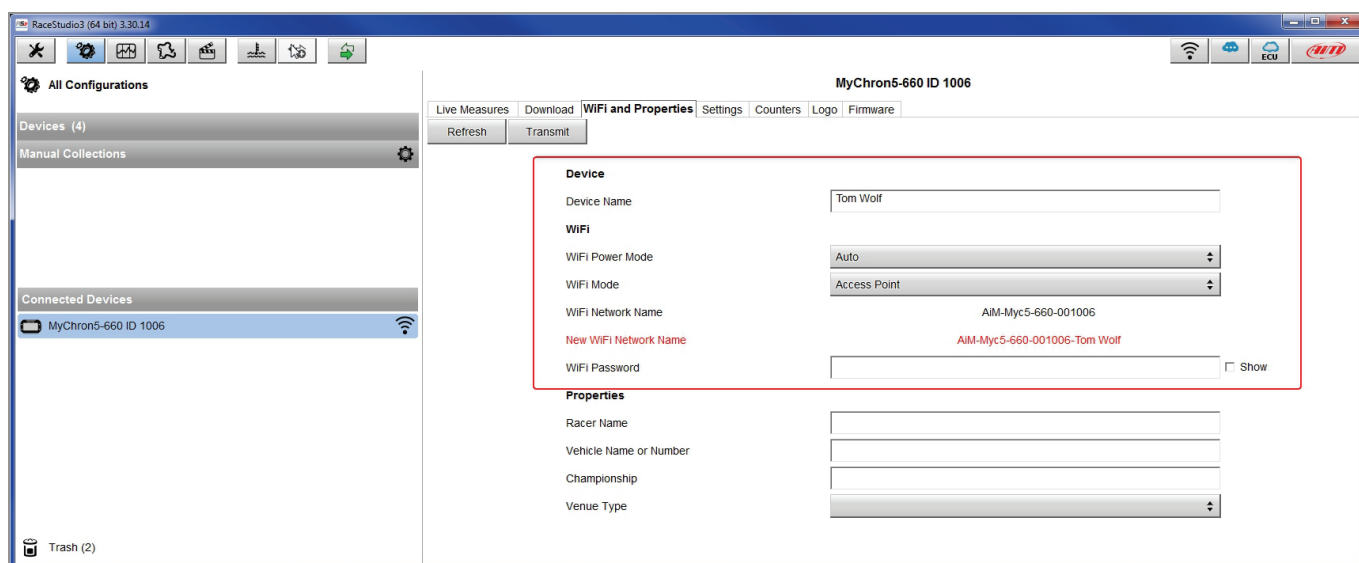 RaceStudio3 (64 bit) 3.30.14
ECU
AiM
All Configurations
MyChron5-660 ID 1006
Live Measures Download WiFi and Properties Settings Counters Logo Firmware
Devices (4)
Refresh Transmit
Manual Collections
Device
Device Name Tom Wolf
WiFi
WiFi Power Mode Auto
WiFi Mode Access Point
Connected Devices
WiFi Network Name AiM-Myc5-660-001006
MyChron5-660 ID 1006
New WiFi Network Name AiM-Myc5-660-001006-Tom Wolf
WiFi Password Show
Properties
Racer Name
Vehicle Name or Number
Championship
Venue Type
Trash (2)